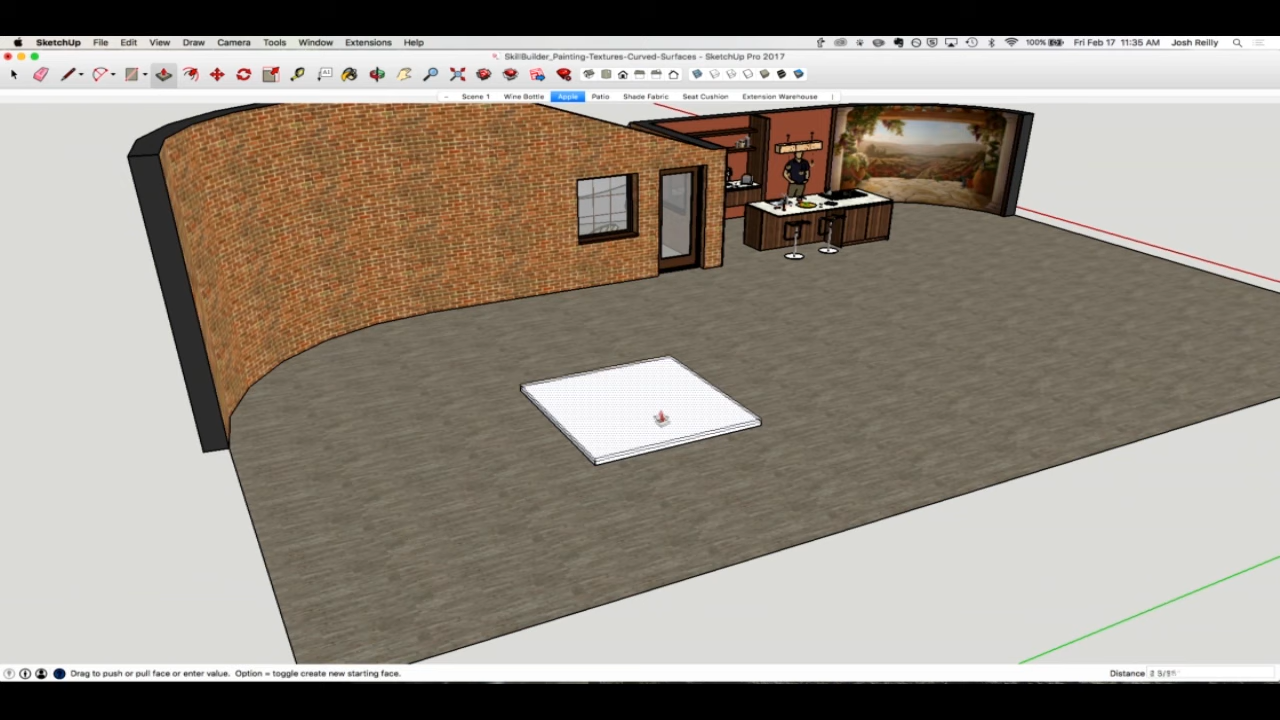 SketchUp File Edit View Draw Camera Tools Window Extensions Help 100% Fri Feb 17 11:35 AM Josh Reilly
SkillBuilder_Painting-Textures-Curved-Surfaces - SketchUp Pro 2017
Scene 1 Wine Bottle Apple Patio Shade Fabric Seat Cushion Extension Warehouse
Drag to push or pull face or enter value. Option = toggle create new starting face. Distance